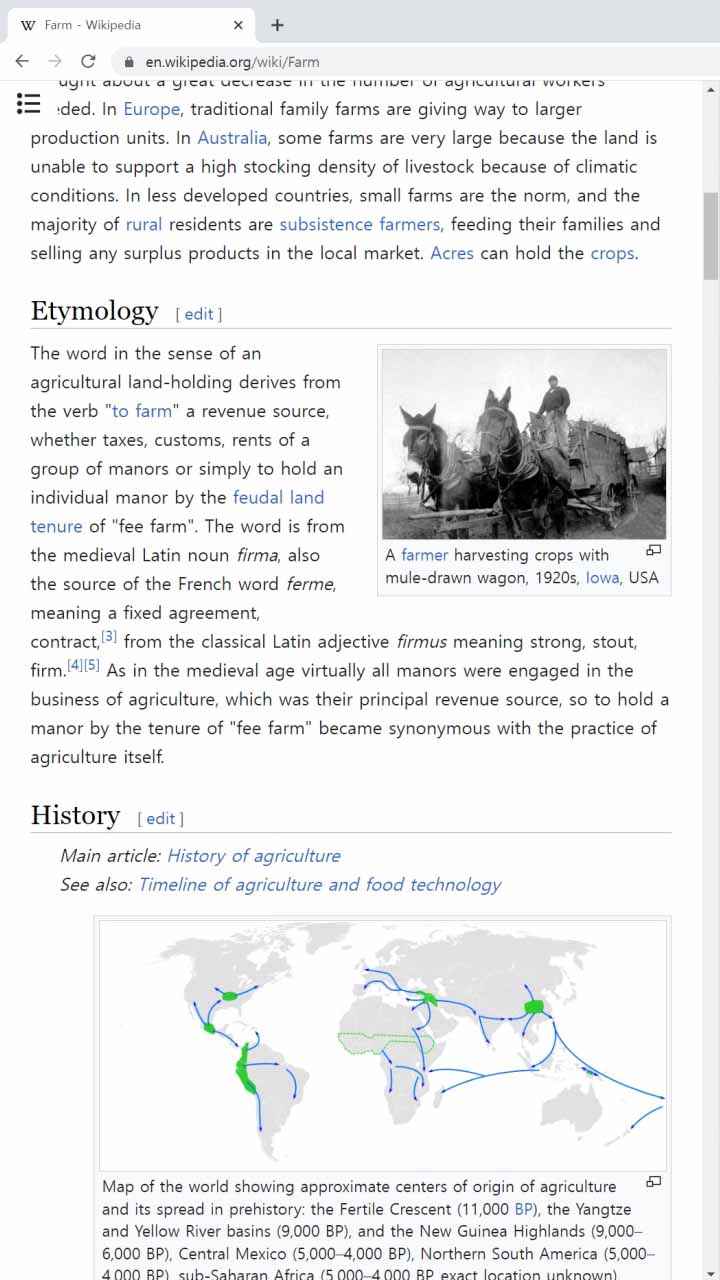 Farm - Wikipedia
en.wikipedia.org/wiki/Farm
ught about a great decrease in the number of agricultural workers
eded. In Europe, traditional family farms are giving way to larger
production units. In Australia, some farms are very large because the land is
unable to support a high stocking density of livestock because of climatic
conditions. In less developed countries, small farms are the norm, and the
majority of rural residents are subsistence farmers, feeding their families and
selling any surplus products in the local market. Acres can hold the crops.
Etymology [ edit ]
The word in the sense of an
agricultural land-holding derives from
the verb "to farm" a revenue source,
whether taxes, customs, rents of a
group of manors or simply to hold an
individual manor by the feudal land
tenure of "fee farm". The word is from
the medieval Latin noun firma, also
the source of the French word ferme,
meaning a fixed agreement,
contract,[3] from the classical Latin adjective firmus meaning strong, stout,
firm.[4][5] As in the medieval age virtually all manors were engaged in the
business of agriculture, which was their principal revenue source, so to hold a
manor by the tenure of "fee farm" became synonymous with the practice of
agriculture itself.
A farmer harvesting crops with
mule-drawn wagon, 1920s, Iowa, USA
History [ edit ]
Main article: History of agriculture
See also: Timeline of agriculture and food technology
Map of the world showing approximate centers of origin of agriculture
and its spread in prehistory: the Fertile Crescent (11,000 BP), the Yangtze
and Yellow River basins (9,000 BP), and the New Guinea Highlands (9,000–
6,000 BP), Central Mexico (5,000–4,000 BP), Northern South America (5,000–
4,000 BP), sub-Saharan Africa (5,000–4,000 BP, exact location unknown),